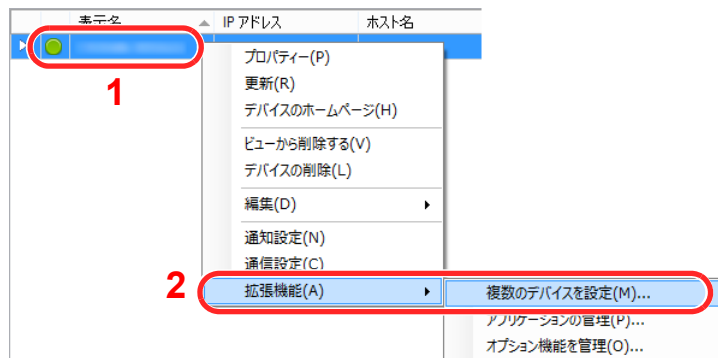 表示名 IP アドレス ホスト名
1
プロパティー(P)
更新(R)
デバイスのホームページ(H)
ビューから削除する(V)
デバイスの削除(L)
編集(D)
通知設定(N)
通信設定(C)
2
拡張機能(A) 複数のデバイスを設定(M)...
アプリケーションの管理(P)...
オプション機能を管理(O)...